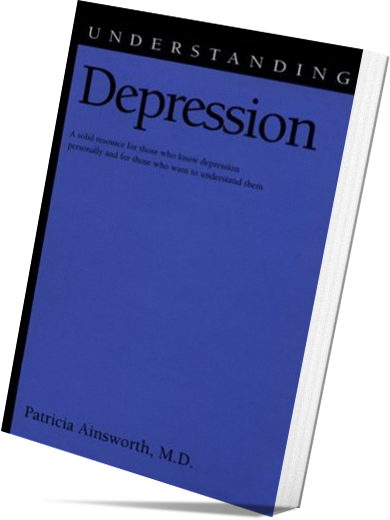 UNDERSTANDING
Depression
A solid resource for those who know depression
personally and for those who want to understand them
Patricia Ainsworth, M.D.